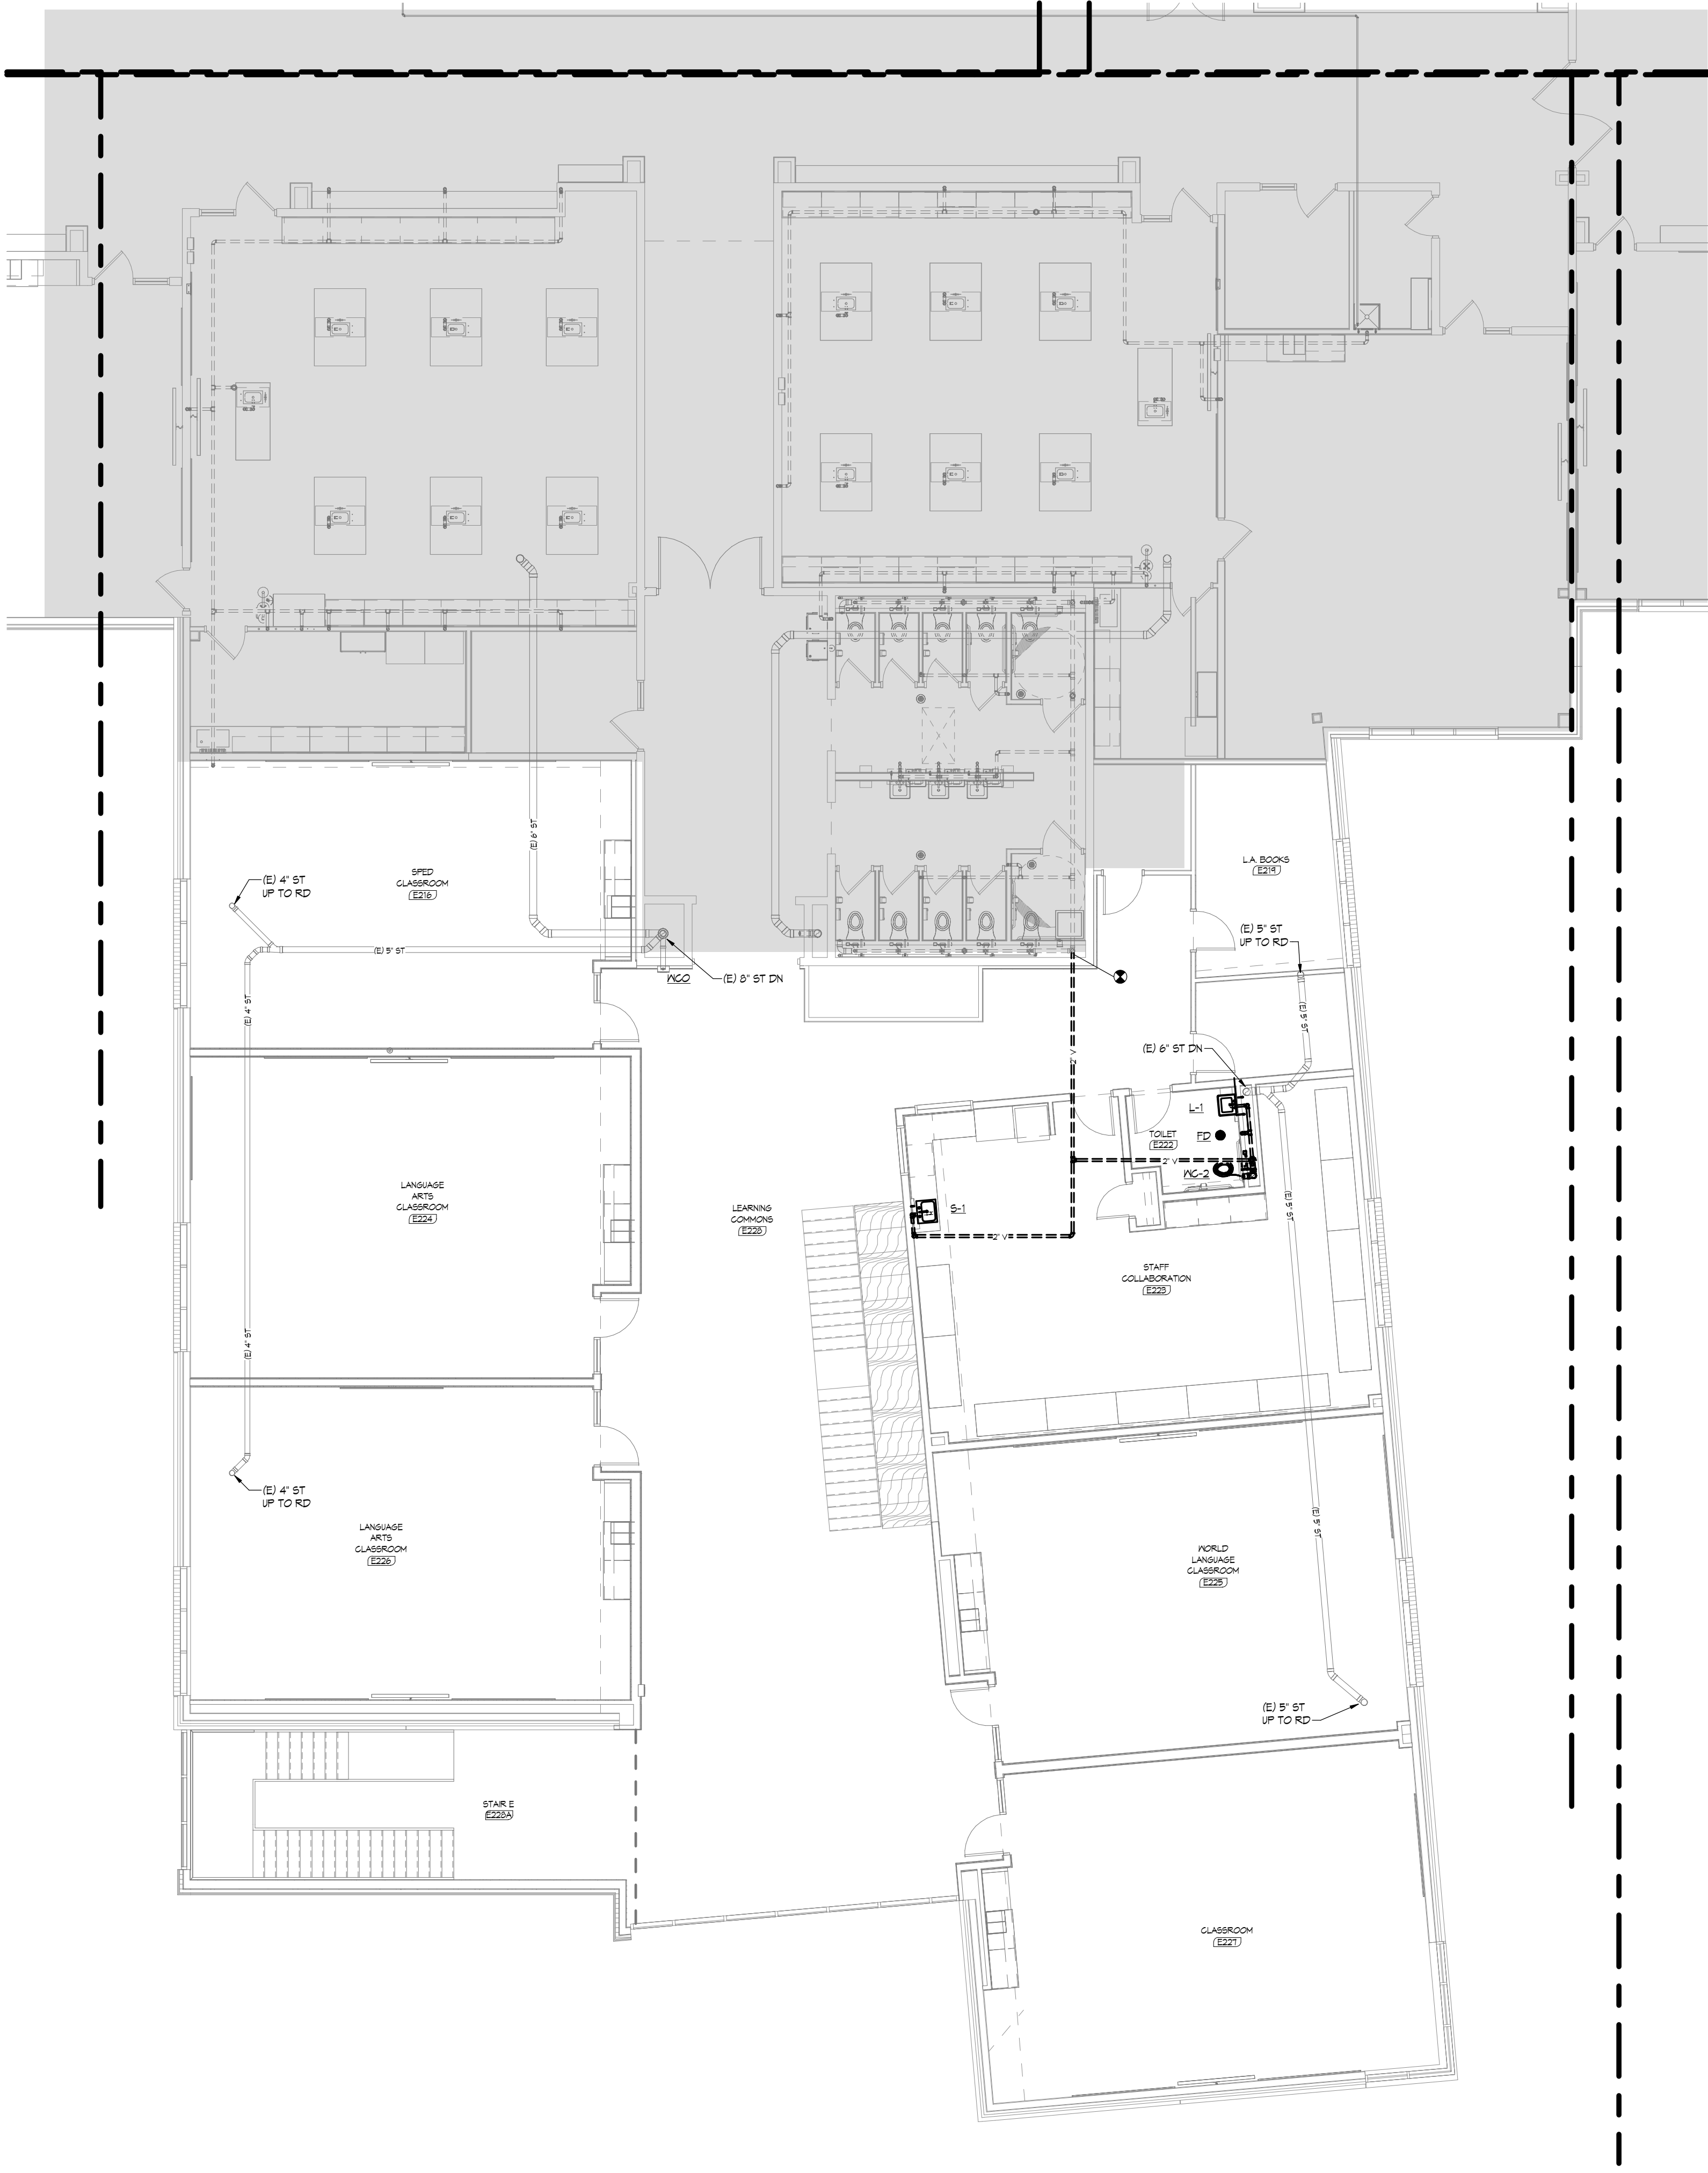 (E) 6" ST
SPED
CLASSROOM
E216
(E) 4" ST
UP TO RD
(E) 5" ST
WCO
(E) 8" ST DN
(E) 4" ST
L.A. BOOKS
E219
(E) 5" ST
UP TO RD
(E) 5" ST
(E) 6" ST DN
2" V
L-1
TOILET
E222
FD
2" V
WC-2
LANGUAGE
ARTS
CLASSROOM
E224
LEARNING
COMMONS
E228
S-1
2" V
(E) 5" ST
STAFF
COLLABORATION
E223
(E) 4" ST
(E) 4" ST
UP TO RD
LANGUAGE
ARTS
CLASSROOM
E226
(E) 5" ST
WORLD
LANGUAGE
CLASSROOM
E225
(E) 5" ST
UP TO RD
STAIR E
E228A
CLASSROOM
E227